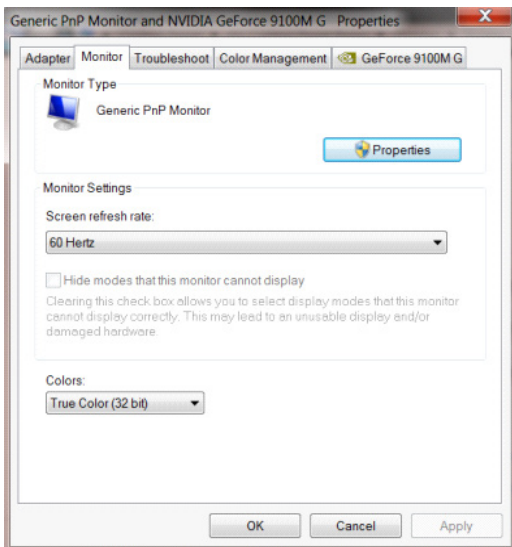 Generic PnP Monitor and NVIDIA GeForce 9100M G Properties
X
Adapter Monitor Troubleshoot Color Management GeForce 9100M G
Monitor Type
Generic PnP Monitor
Properties
Monitor Settings
Screen refresh rate:
60 Hertz
Hide modes that this monitor cannot display
Clearing this check box allows you to select display modes that this monitor
cannot display correctly. This may lead to an unusable display and/or
damaged hardware.
Colors:
True Color (32 bit)
OK Cancel Apply